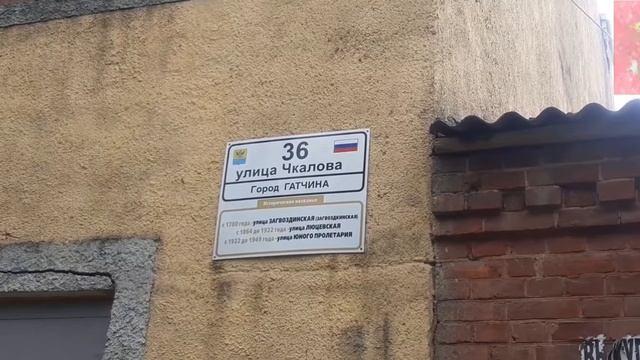 36
улица Чкалова
Город ГАТЧИНА
Исторические названия
с 1780 года -улица ЗАГВОЗДИНСКАЯ (ЗАГВОЗДКИНСКАЯ)
с 1864 до 1922 года -улица ЛЮЦЕВСКАЯ
с 1922 до 1949 года -улица ЮНОГО ПРОЛЕТАРИЯ